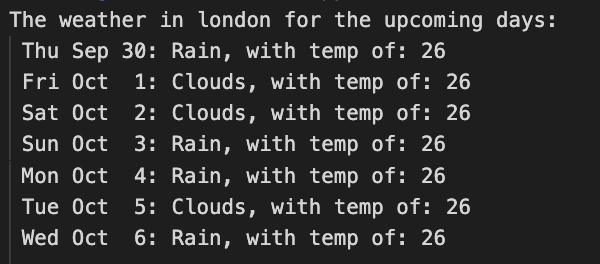 The weather in london for the upcoming days:
Thu Sep 30: Rain, with temp of: 26
Fri Oct  1: Clouds, with temp of: 26
Sat Oct  2: Clouds, with temp of: 26
Sun Oct  3: Rain, with temp of: 26
Mon Oct  4: Rain, with temp of: 26
Tue Oct  5: Clouds, with temp of: 26
Wed Oct  6: Rain, with temp of: 26